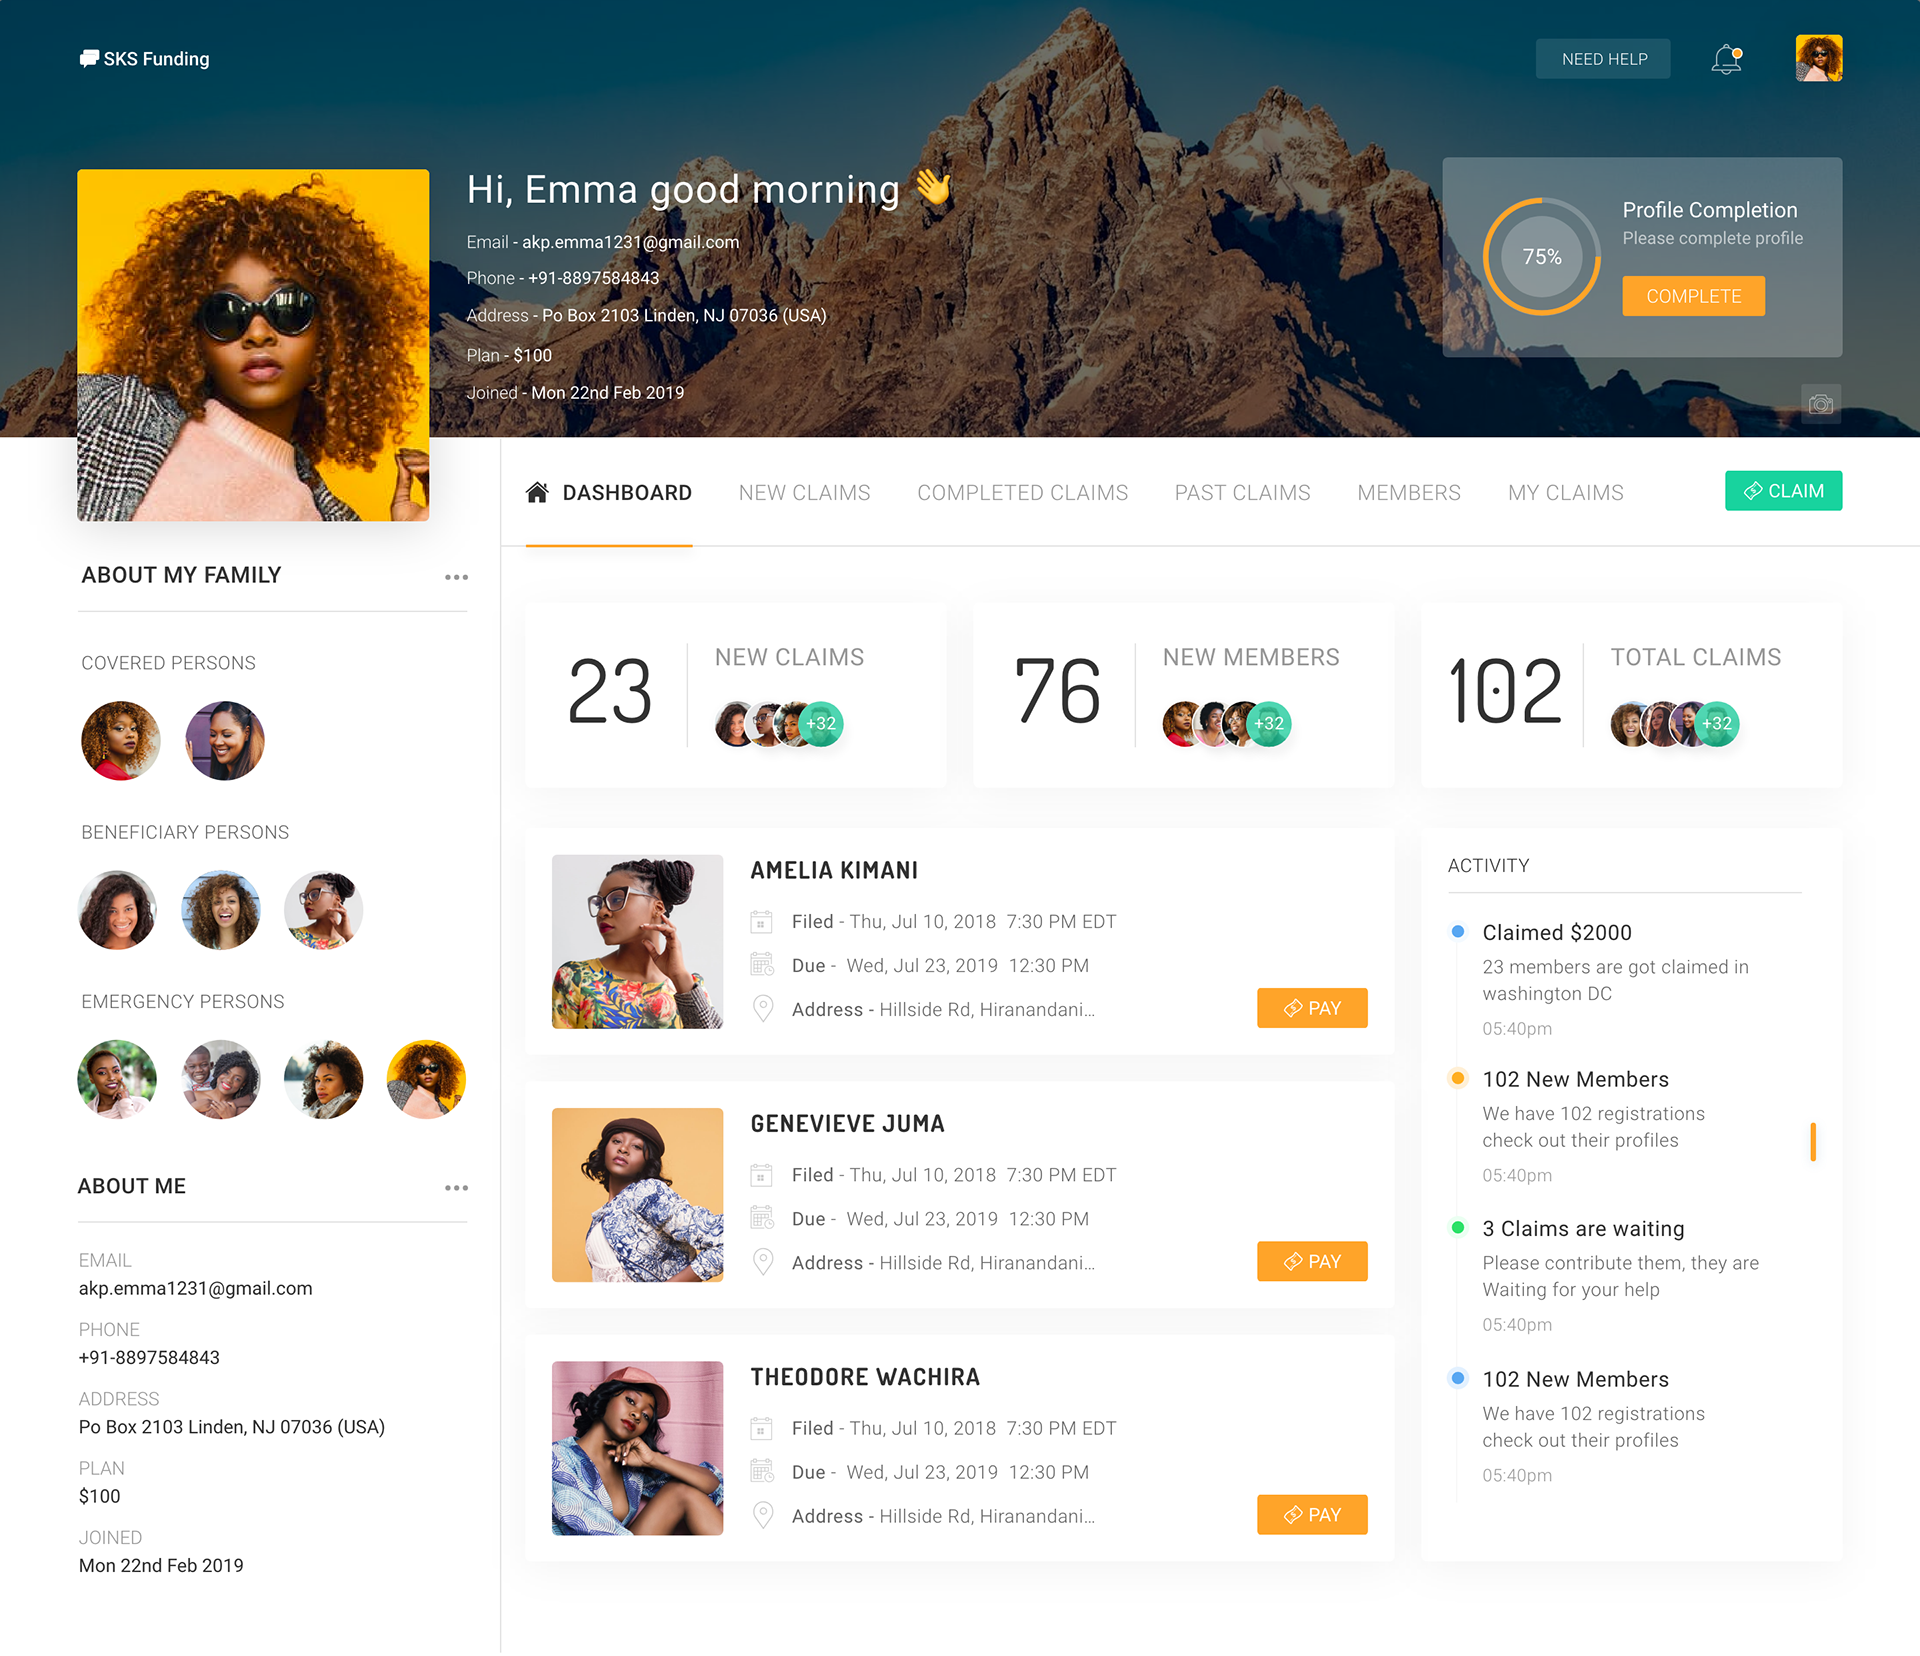 SKS Funding
NEED HELP
Hi, Emma good morning 👋
Email - akp.emma1231@gmail.com
Phone - +91-8897584843
Address - Po Box 2103 Linden, NJ 07036 (USA)
Plan - $100
Joined - Mon 22nd Feb 2019
75%
Profile Completion
Please complete profile
COMPLETE
DASHBOARD
NEW CLAIMS
COMPLETED CLAIMS
PAST CLAIMS
MEMBERS
MY CLAIMS
CLAIM
ABOUT MY FAMILY
COVERED PERSONS
BENEFICIARY PERSONS
EMERGENCY PERSONS
ABOUT ME
EMAIL
akp.emma1231@gmail.com
PHONE
+91-8897584843
ADDRESS
Po Box 2103 Linden, NJ 07036 (USA)
PLAN
$100
JOINED
Mon 22nd Feb 2019
23
NEW CLAIMS
+32
76
NEW MEMBERS
+32
102
TOTAL CLAIMS
+32
AMELIA KIMANI
Filed - Thu, Jul 10, 2018  7:30 PM EDT
Due -  Wed, Jul 23, 2019  12:30 PM
Address - Hillside Rd, Hiranandani...
PAY
GENEVIEVE JUMA
Filed - Thu, Jul 10, 2018  7:30 PM EDT
Due -  Wed, Jul 23, 2019  12:30 PM
Address - Hillside Rd, Hiranandani...
PAY
THEODORE WACHIRA
Filed - Thu, Jul 10, 2018  7:30 PM EDT
Due -  Wed, Jul 23, 2019  12:30 PM
Address - Hillside Rd, Hiranandani...
PAY
ACTIVITY
Claimed $2000
23 members are got claimed in
washington DC
05:40pm
102 New Members
We have 102 registrations
check out their profiles
05:40pm
3 Claims are waiting
Please contribute them, they are
Waiting for your help
05:40pm
102 New Members
We have 102 registrations
check out their profiles
05:40pm